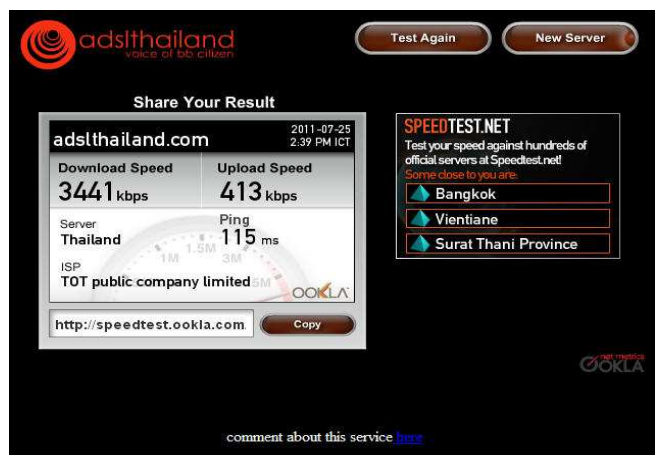 adslthailand
voice of bb citizen
Test Again
New Server
Share Your Result
adslthailand.com
2011-07-25
2:39 PM ICT
Download Speed
3441 kbps
Upload Speed
413 kbps
Server
Thailand
Ping
115 ms
ISP
TOT public company limited
1M
1.5M
3M
5M
OOKLA
http://speedtest.ookla.com
Copy
SPEEDTEST.NET
Test your speed against hundreds of
official servers at Speedtest.net!
Some close to you are:
Bangkok
Vientiane
Surat Thani Province
net metrics
OOKLA
comment about this service here